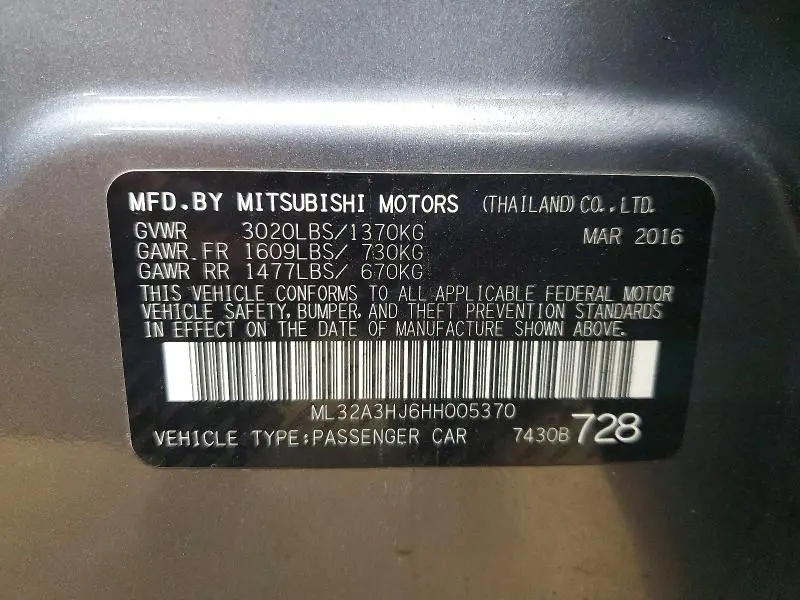 MFD.BY MITSUBISHI MOTORS (THAILAND) CO.,LTD.
GVWR 3020LBS/1370KG MAR 2016
GAWR FR 1609LBS/ 730KG
GAWR RR 1477LBS/ 670KG
THIS VEHICLE CONFORMS TO ALL APPLICABLE FEDERAL MOTOR
VEHICLE SAFETY, BUMPER, AND THEFT PREVENTION STANDARDS
IN EFFECT ON THE DATE OF MANUFACTURE SHOWN ABOVE.
ML32A3HJ6HH005370
VEHICLE TYPE:PASSENGER CAR 7430B 728